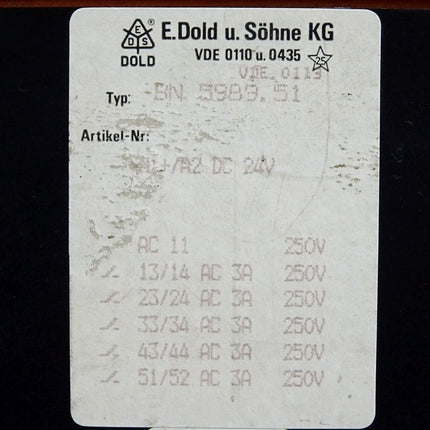 E D S
DOLD
E.Dold u. Söhne KG
VDE 0110 u. 0435 25
VDE 0113
Typ: BN 5989.51
Artikel-Nr:
/A2 DC 24V
AC 11 250V
13/14 AC 3A 250V
23/24 AC 3A 250V
33/34 AC 3A 250V
43/44 AC 3A 250V
51/52 AC 3A 250V